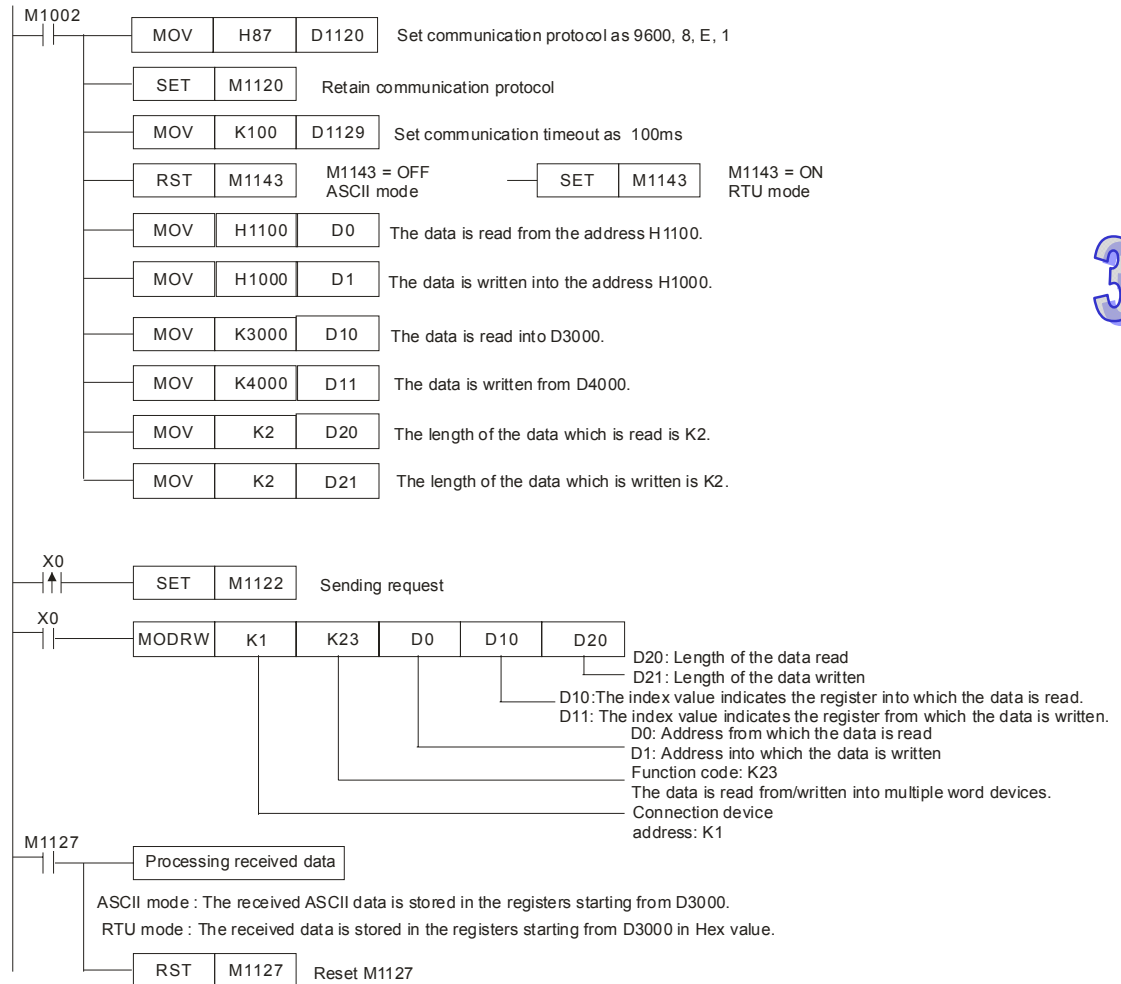 M1002
MOV H87 D1120 Set communication protocol as 9600, 8, E, 1
SET M1120 Retain communication protocol
MOV K100 D1129 Set communication timeout as 100ms
RST M1143 M1143 = OFF
ASCII mode
SET M1143 M1143 = ON
RTU mode
MOV H1100 D0 The data is read from the address H1100.
MOV H1000 D1 The data is written into the address H1000.
3
MOV K3000 D10 The data is read into D3000.
MOV K4000 D11 The data is written from D4000.
MOV K2 D20 The length of the data which is read is K2.
MOV K2 D21 The length of the data which is written is K2.
X0
SET M1122 Sending request
X0
MODRW K1 K23 D0 D10 D20
D20: Length of the data read
D21: Length of the data written
D10:The index value indicates the register into which the data is read.
D11: The index value indicates the register from which the data is written.
D0: Address from which the data is read
D1: Address into which the data is written
Function code: K23
The data is read from/written into multiple word devices.
Connection device
address: K1
M1127
Processing received data
ASCII mode : The received ASCII data is stored in the registers starting from D3000.
RTU mode : The received data is stored in the registers starting from D3000 in Hex value.
RST M1127 Reset M1127